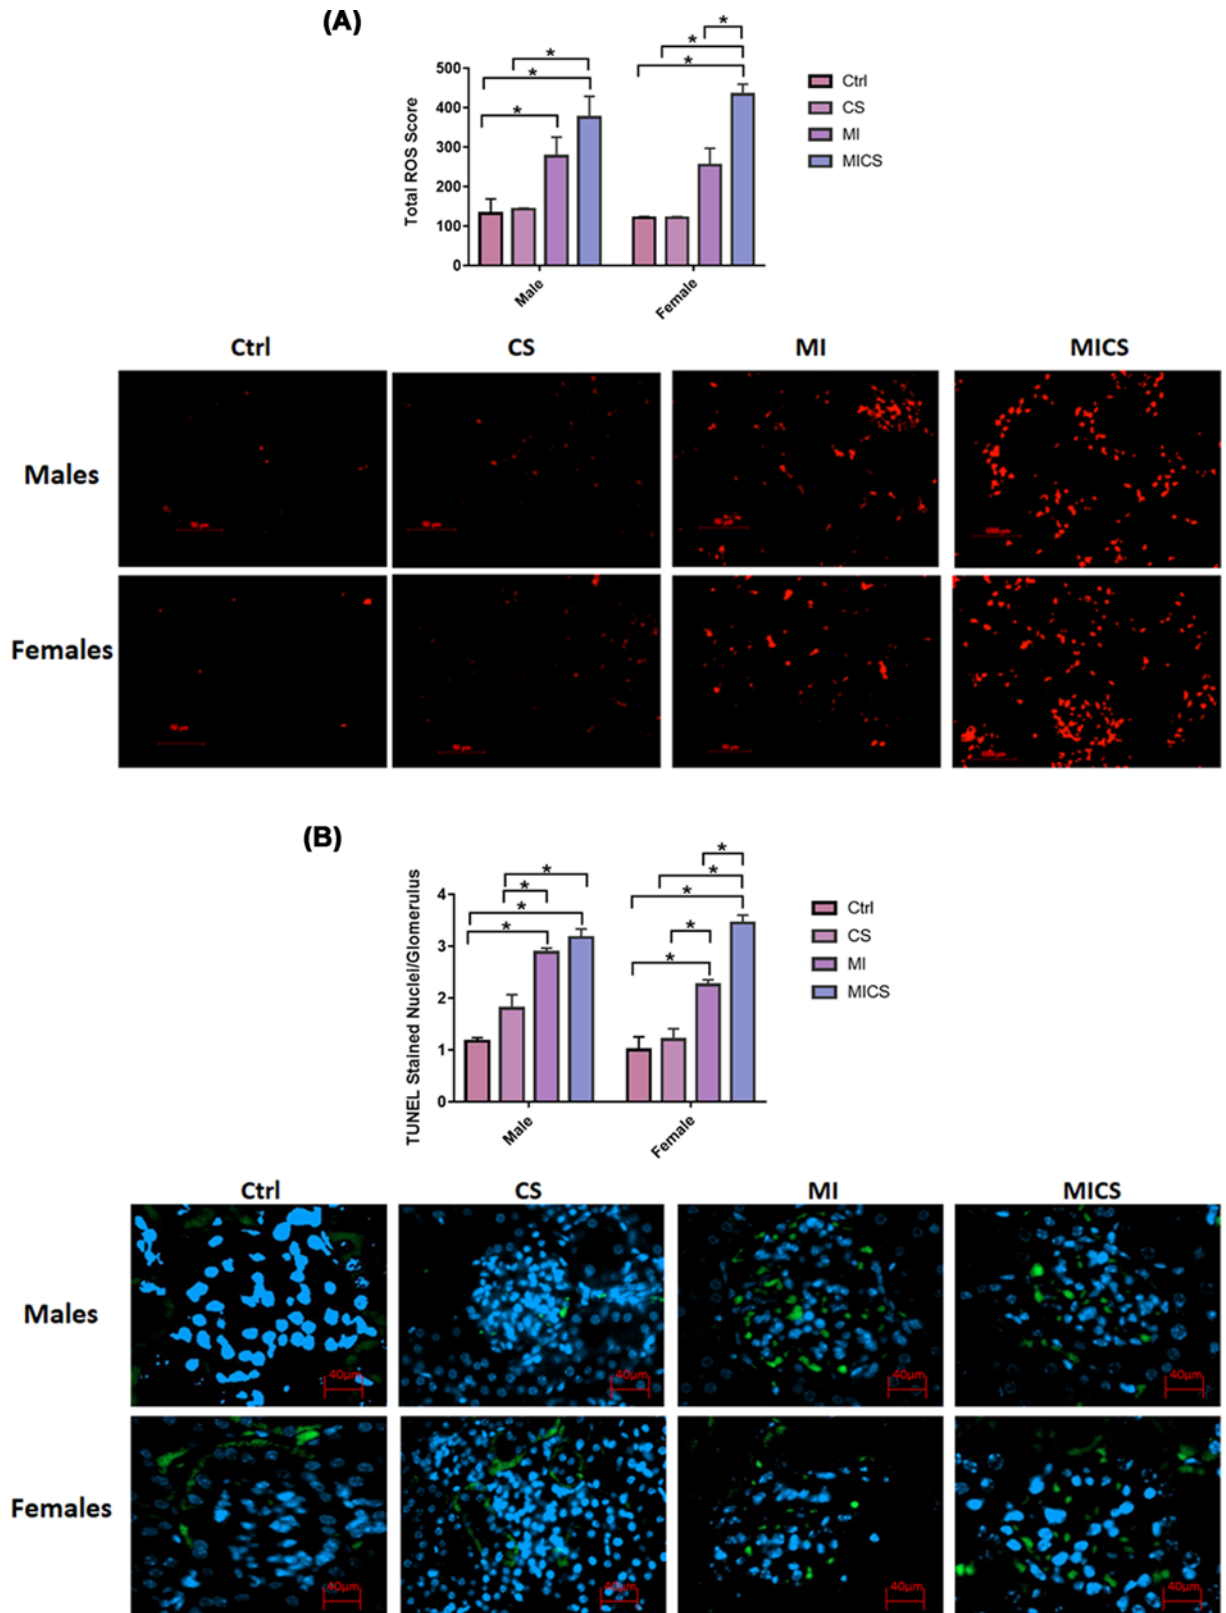 (A)
Total ROS Score
500
400
300
200
100
0
* * *
* * *
Male
Female
Ctrl
CS
MI
MICS
Ctrl CS MI MICS
Males
Females
(B)
TUNEL Stained Nuclei/Glomerulus
4
3
2
1
0
* * * *
* * * * *
Male
Female
Ctrl
CS
MI
MICS
Ctrl CS MI MICS
Males
40µm 40µm 40µm 40µm
Females
40µm 40µm 40µm 40µm